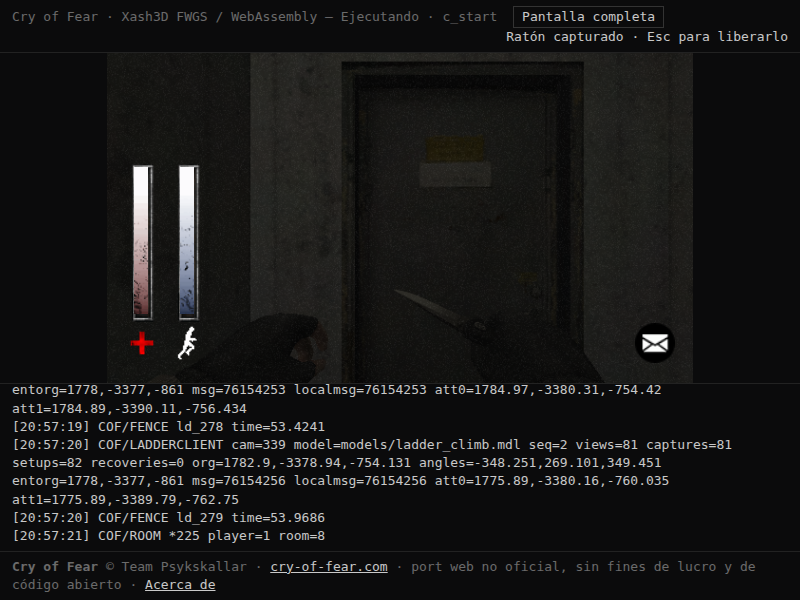 Cry of Fear · Xash3D FWGS / WebAssembly — Ejecutando · c_start
Pantalla completa
Ratón capturado · Esc para liberarlo
entorg=1778,-3377,-861 msg=76154253 localmsg=76154253 att0=1784.97,-3380.31,-754.42
att1=1784.89,-3390.11,-756.434
[20:57:19] COF/FENCE ld_278 time=53.4241
[20:57:20] COF/LADDERCLIENT cam=339 model=models/ladder_climb.mdl seq=2 views=81 captures=81
setups=82 recoveries=0 org=1782.9,-3378.94,-754.131 angles=-348.251,269.101,349.451
entorg=1778,-3377,-861 msg=76154256 localmsg=76154256 att0=1775.89,-3380.16,-760.035
att1=1775.89,-3389.79,-762.75
[20:57:20] COF/FENCE ld_279 time=53.9686
[20:57:21] COF/ROOM *225 player=1 room=8
Cry of Fear © Team Psykskallar · cry-of-fear.com · port web no oficial, sin fines de lucro y de
código abierto · Acerca de